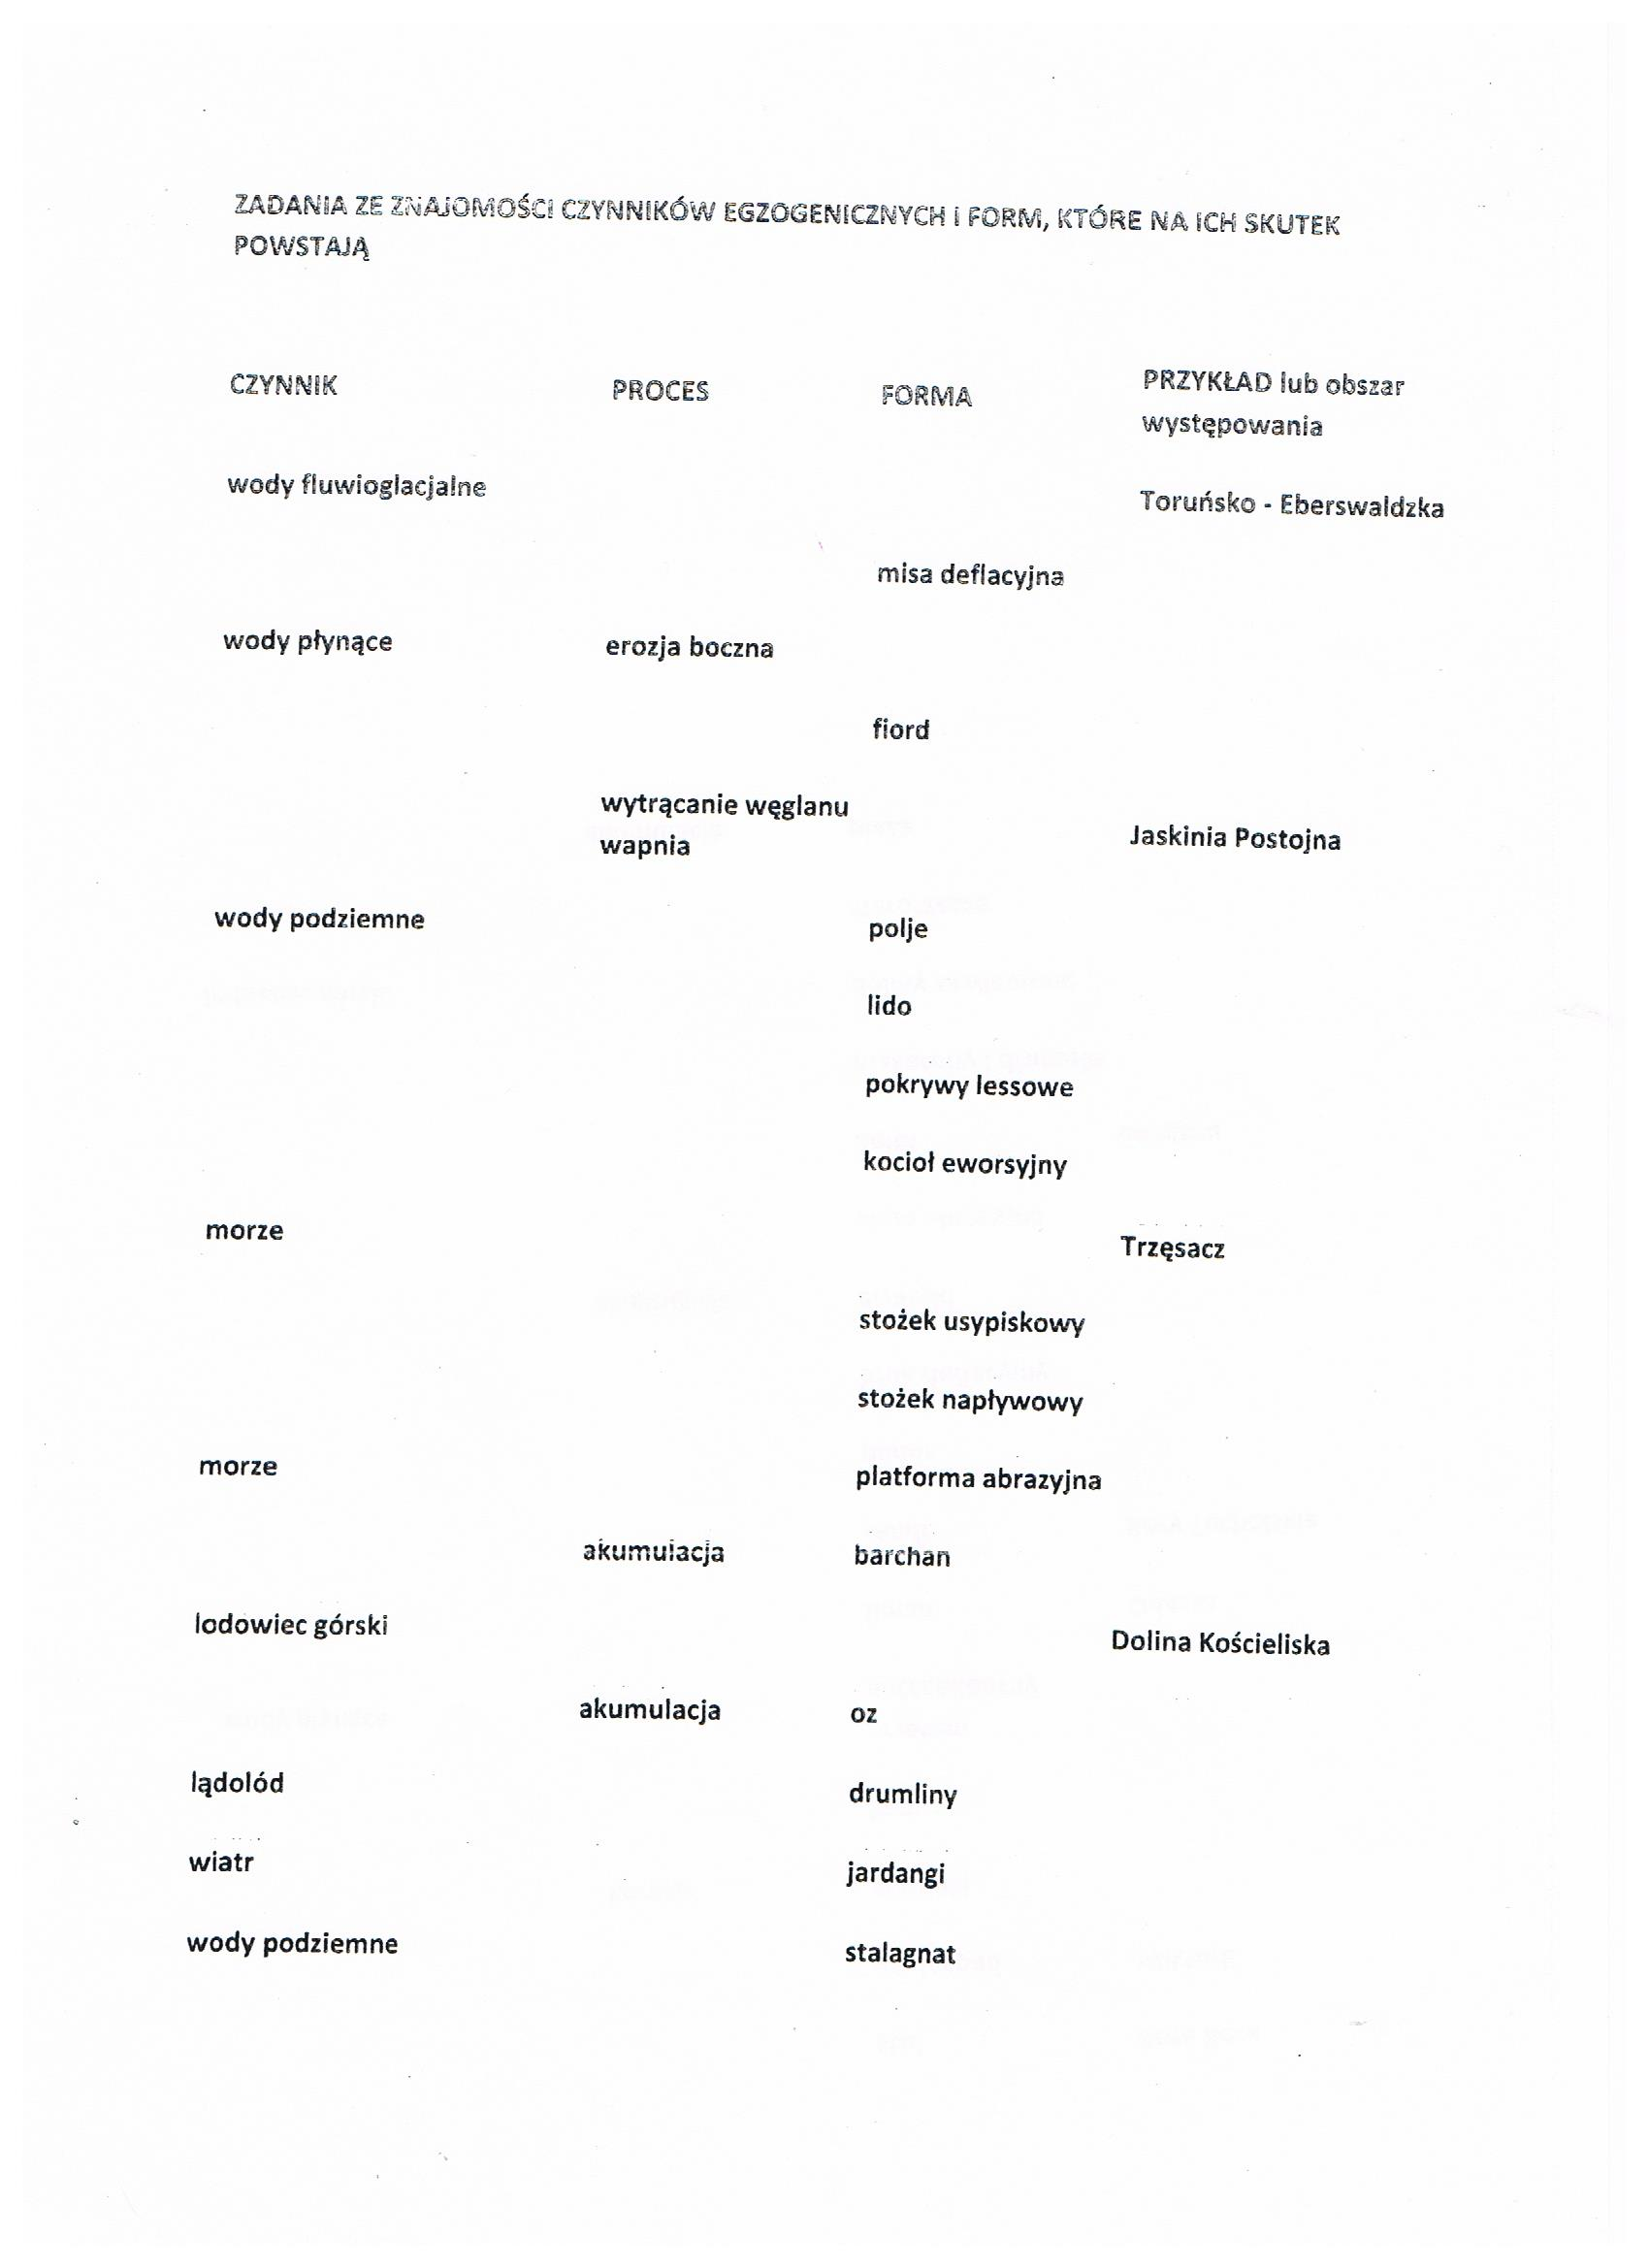 ZADANIA ZE ZNAJOMOŚCI CZYNNIKÓW EGZOGENICZNYCH I FORM, KTÓRE NA ICH SKUTEK
POWSTAJĄ
CZYNNIK PROCES FORMA PRZYKŁAD lub obszar
występowania
wody fluwioglacjalne Toruńsko - Eberswaldzka
misa deflacyjna
wody płynące erozja boczna
fiord
wytrącanie węglanu
wapnia Jaskinia Postojna
wody podziemne polje
lido
pokrywy lessowe
kocioł eworsyjny
morze Trzęsacz
stożek usypiskowy
stożek napływowy
morze platforma abrazyjna
akumulacja barchan
lodowiec górski Dolina Kościeliska
akumulacja oz
lądolód drumliny
wiatr jardangi
wody podziemne stalagnat